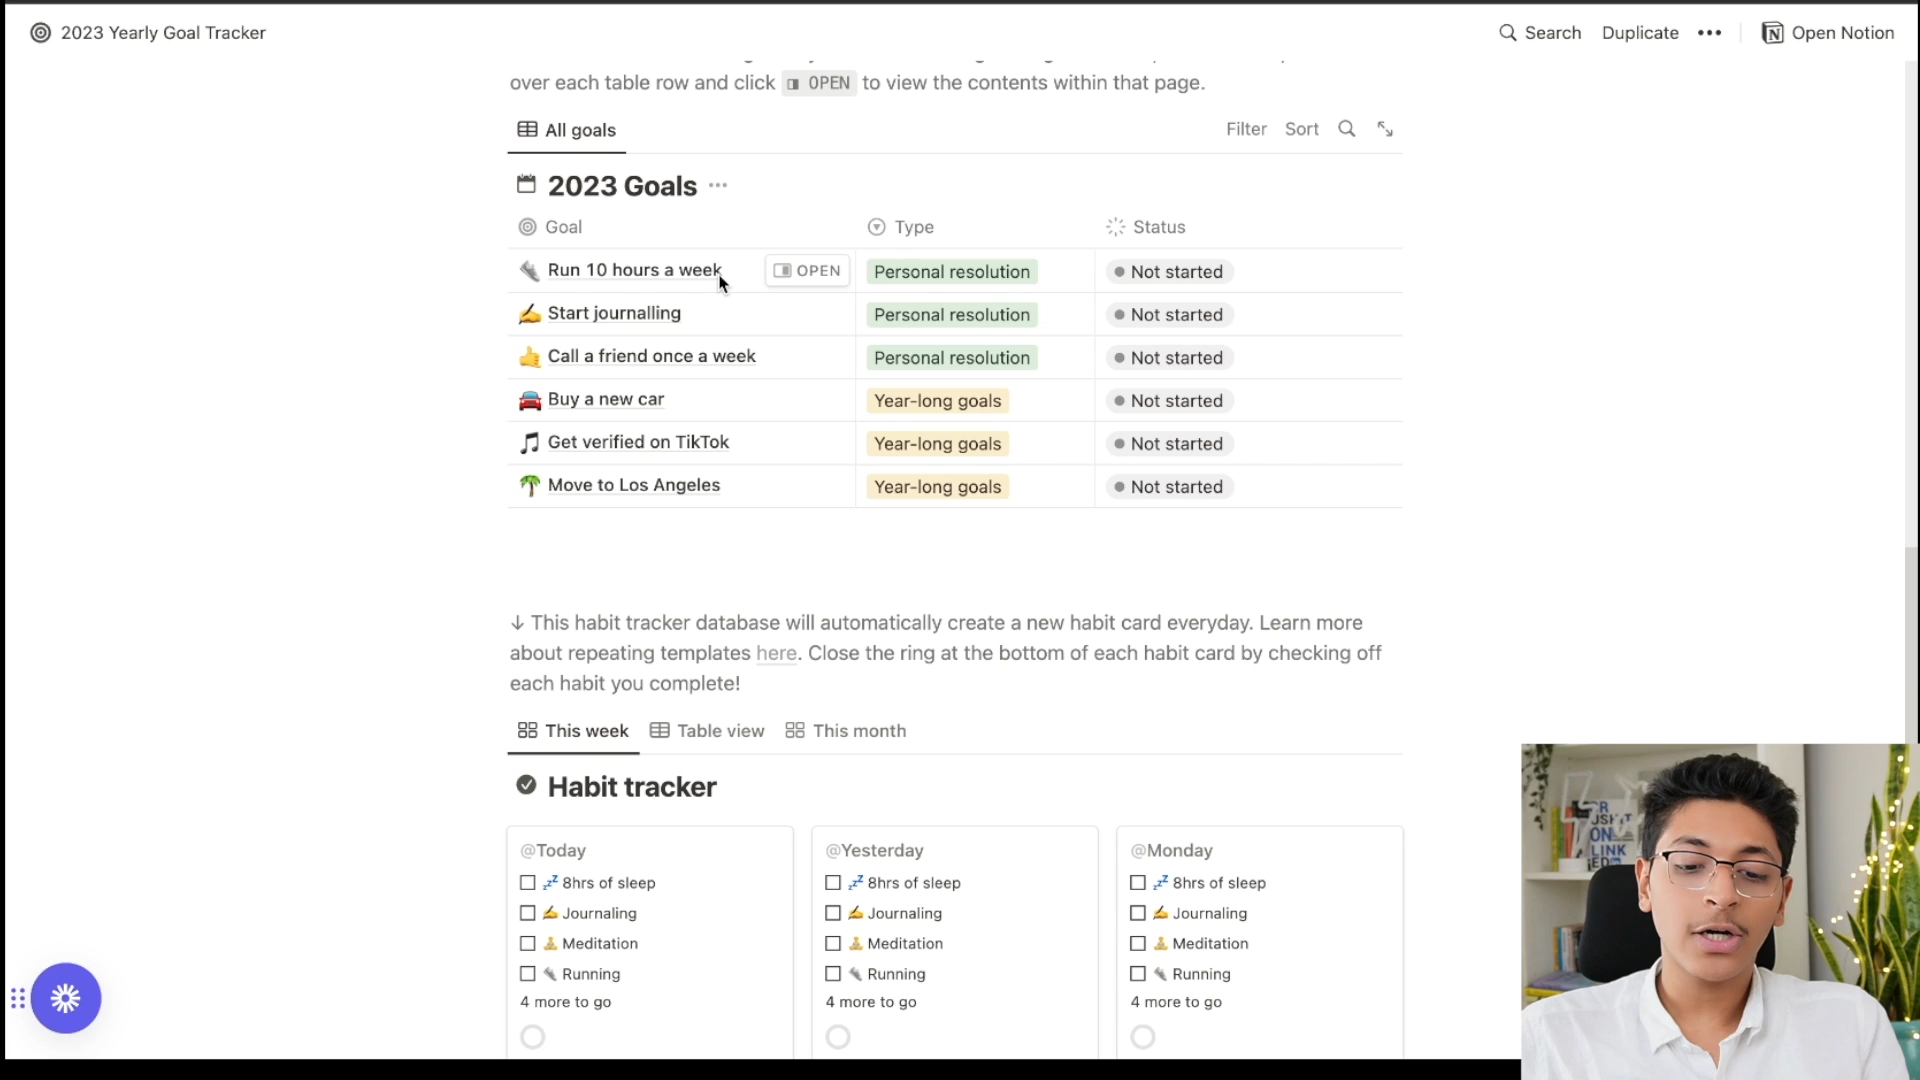 2023 Yearly Goal Tracker
Search Duplicate ••• Open Notion
over each table row and click OPEN to view the contents within that page.
All goals Filter Sort
2023 Goals •••
Goal Type Status
Run 10 hours a week OPEN Personal resolution Not started
Start journalling Personal resolution Not started
Call a friend once a week Personal resolution Not started
Buy a new car Year-long goals Not started
Get verified on TikTok Year-long goals Not started
Move to Los Angeles Year-long goals Not started
↓ This habit tracker database will automatically create a new habit card everyday. Learn more
about repeating templates here. Close the ring at the bottom of each habit card by checking off
each habit you complete!
This week Table view This month
Habit tracker
@Today @Yesterday @Monday
8hrs of sleep 8hrs of sleep 8hrs of sleep
Journaling Journaling Journaling
Meditation Meditation Meditation
Running Running Running
4 more to go 4 more to go 4 more to go
ON
LINK